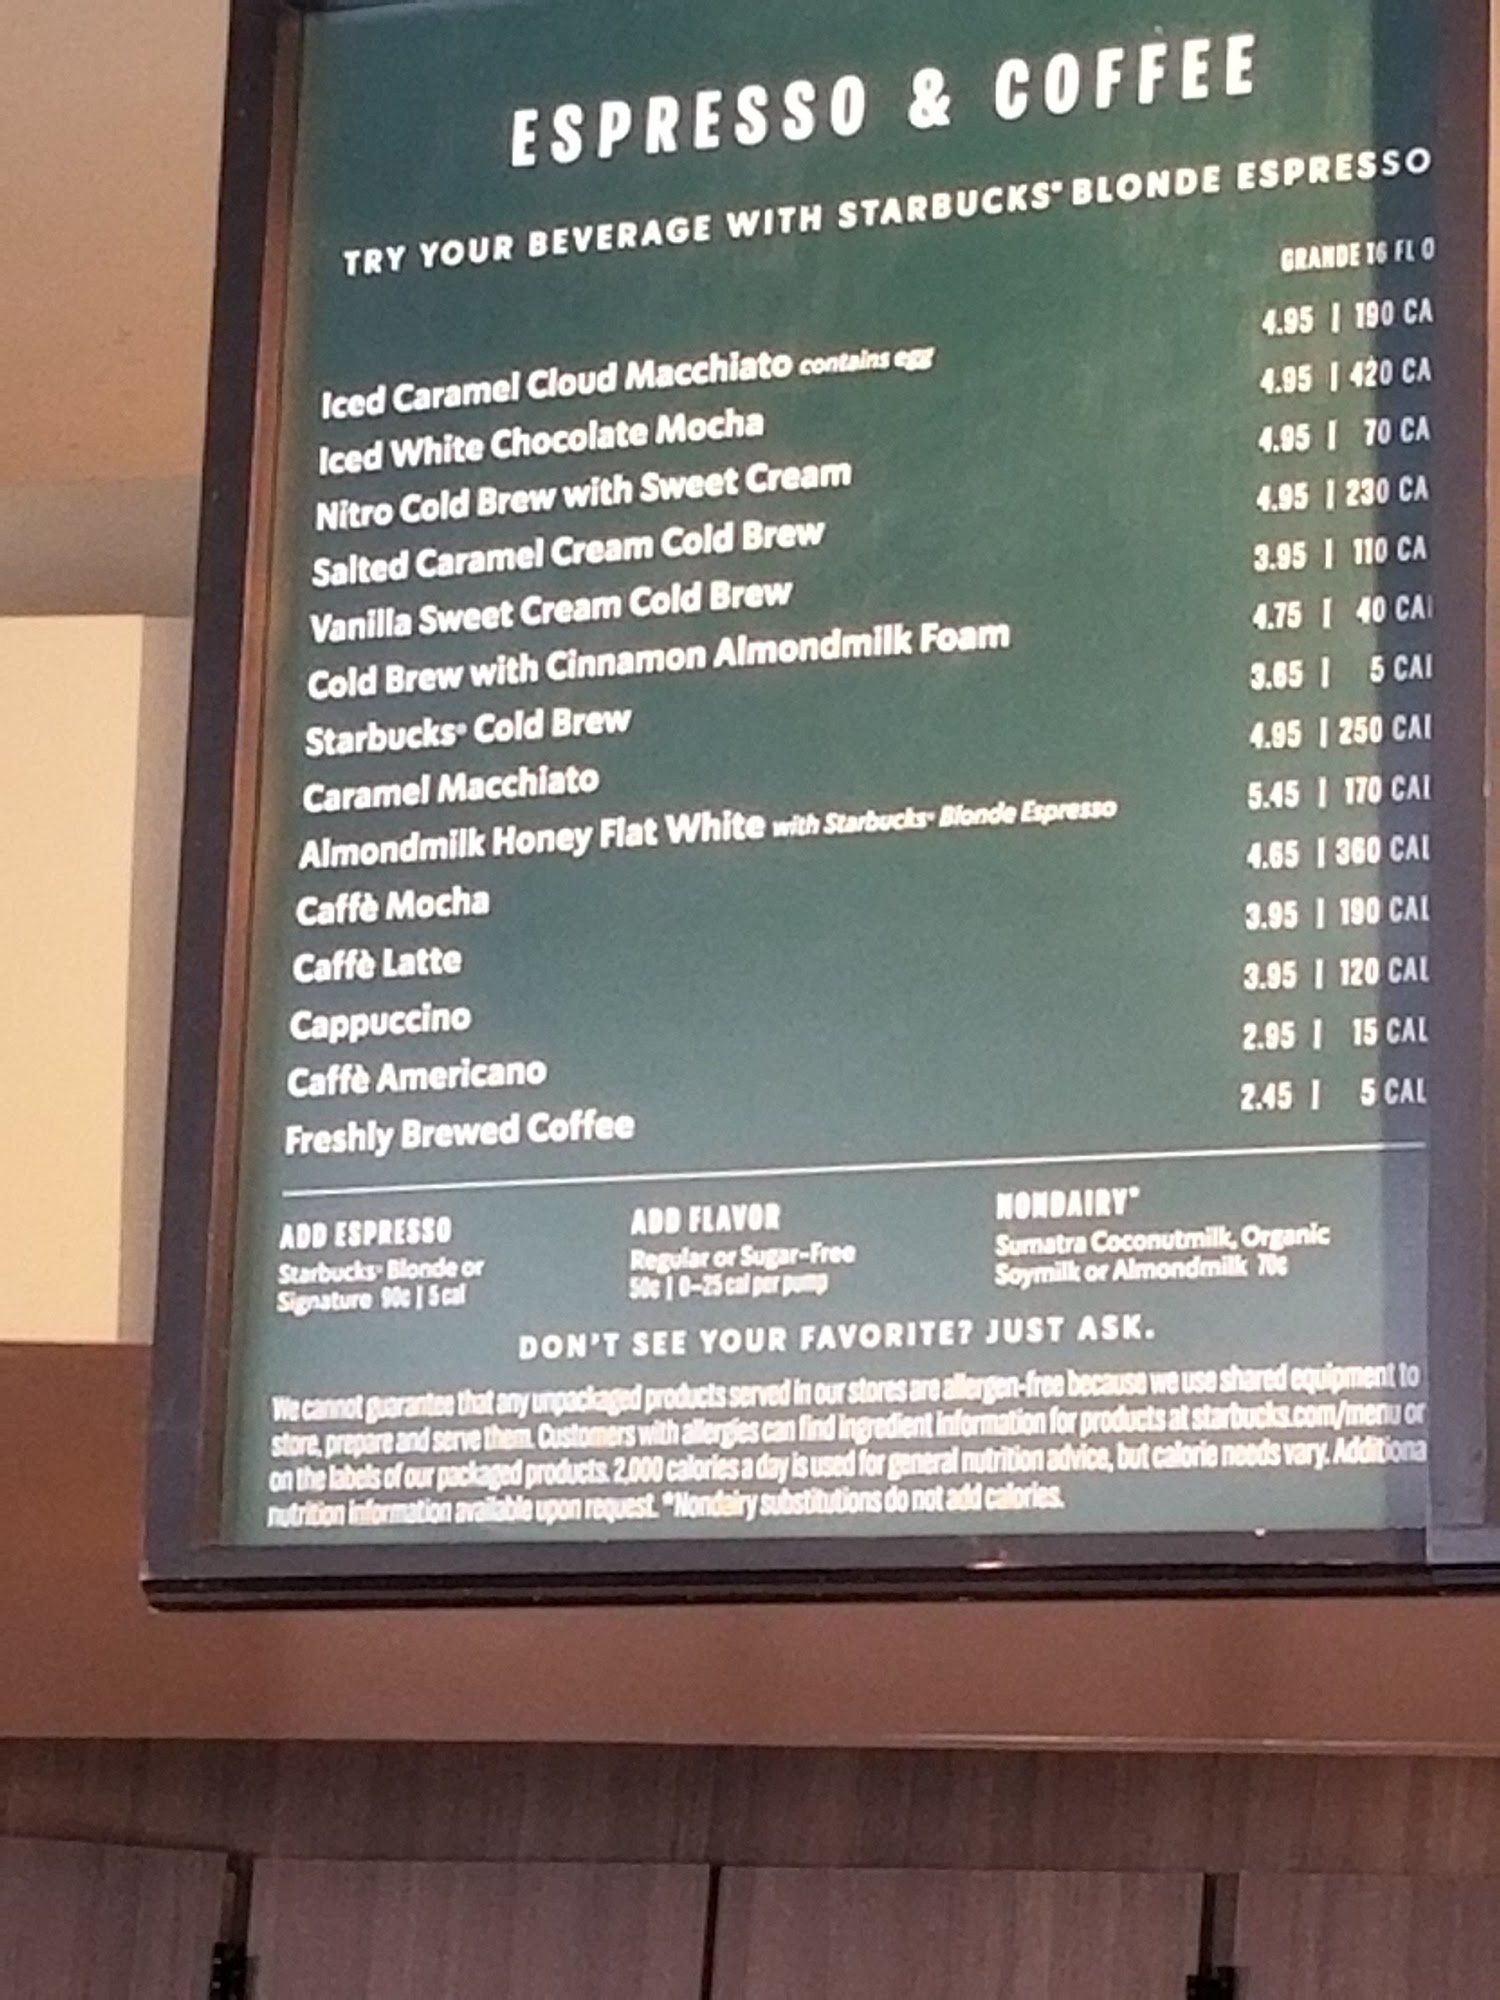 ESPRESSO & COFFEE
TRY YOUR BEVERAGE WITH STARBUCKS® BLONDE ESPRESSO
GRANDE 16 FL O
Iced Caramel Cloud Macchiato contains egg 4.95 | 190 CA
Iced White Chocolate Mocha 4.95 | 420 CA
Nitro Cold Brew with Sweet Cream 4.95 | 70 CA
Salted Caramel Cream Cold Brew 4.95 | 230 CA
Vanilla Sweet Cream Cold Brew 3.95 | 110 CA
Cold Brew with Cinnamon Almondmilk Foam 4.75 | 40 CAL
Starbucks® Cold Brew 3.65 | 5 CAL
Caramel Macchiato 4.95 | 250 CAL
Almondmilk Honey Flat White with Starbucks® Blonde Espresso 5.45 | 170 CAL
Caffè Mocha 4.65 | 360 CAL
Caffè Latte 3.95 | 190 CAL
Cappuccino 3.95 | 120 CAL
Caffè Americano 2.95 | 15 CAL
Freshly Brewed Coffee 2.45 | 5 CAL
ADD ESPRESSO
Starbucks® Blonde or
Signature 90¢ | 5 cal
ADD FLAVOR
Regular or Sugar-Free
50¢ | 0–25 cal per pump
NONDAIRY*
Sumatra Coconutmilk, Organic
Soymilk or Almondmilk 70¢
DON'T SEE YOUR FAVORITE? JUST ASK.
We cannot guarantee that any unpackaged products served in our stores are allergen-free because we use shared equipment to
store, prepare and serve them. Customers with allergies can find ingredient information for products at starbucks.com/menu or
on the labels of our packaged products. 2,000 calories a day is used for general nutrition advice, but calorie needs vary. Additiona
nutrition information available upon request. *Nondairy substitutions do not add calories.